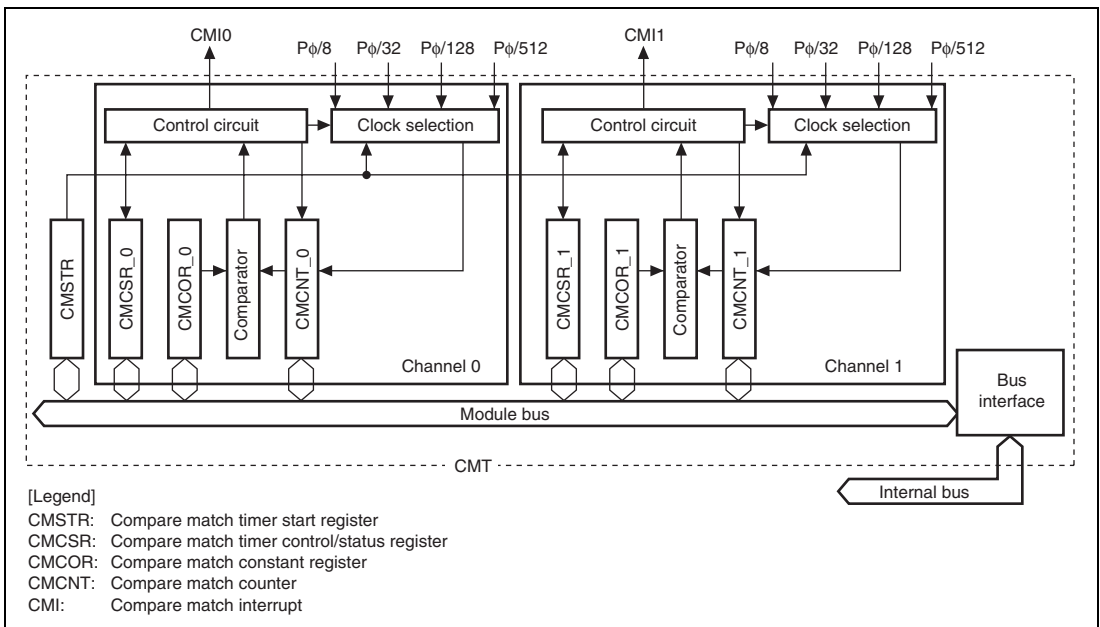 CMI0 Pϕ/8 Pϕ/32 Pϕ/128 Pϕ/512 CMI1 Pϕ/8 Pϕ/32 Pϕ/128 Pϕ/512
Control circuit Clock selection Control circuit Clock selection
CMSTR
CMCSR_0
CMCOR_0
Comparator
CMCNT_0
CMCSR_1
CMCOR_1
Comparator
CMCNT_1
Channel 0 Channel 1
Bus
interface
Module bus
CMT
Internal bus
[Legend]
CMSTR: Compare match timer start register
CMCSR: Compare match timer control/status register
CMCOR: Compare match constant register
CMCNT: Compare match counter
CMI: Compare match interrupt